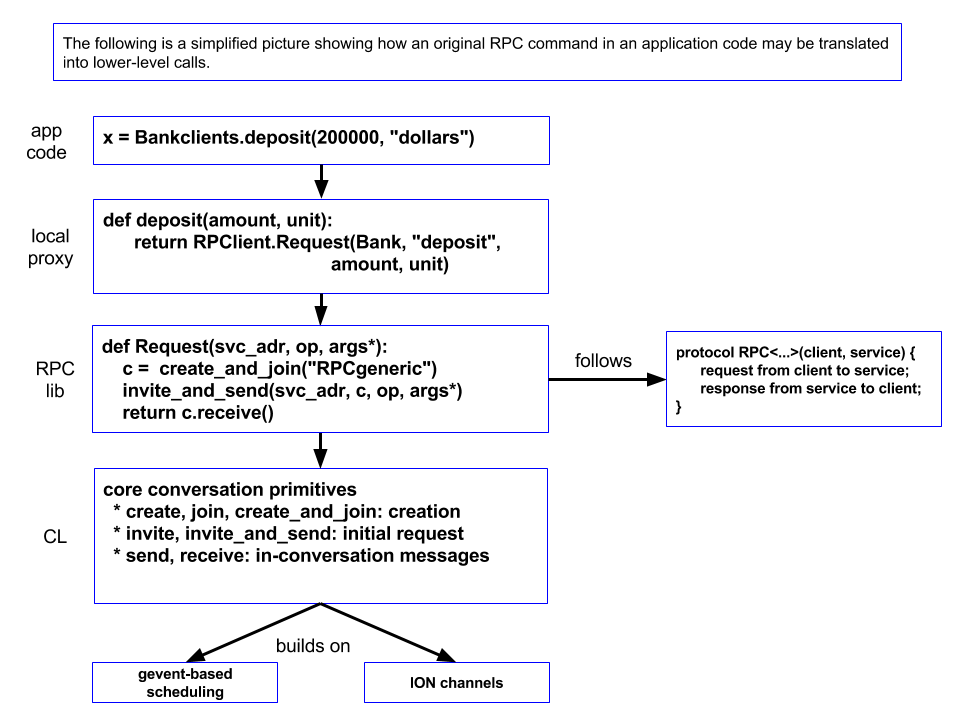 The following is a simplified picture showing how an original RPC command in an application code may be translated
into lower-level calls.
app
code
x = Bankclients.deposit(200000, "dollars")
local
proxy
def deposit(amount, unit):
return RPClient.Request(Bank, "deposit",
amount, unit)
RPC
lib
def Request(svc_adr, op, args*):
c = create_and_join("RPCgeneric")
invite_and_send(svc_adr, c, op, args*)
return c.receive()
follows
protocol RPC<...>(client, service) {
request from client to service;
response from service to client;
}
CL
core conversation primitives
* create, join, create_and_join: creation
* invite, invite_and_send: initial request
* send, receive: in-conversation messages
builds on
gevent-based
scheduling
ION channels